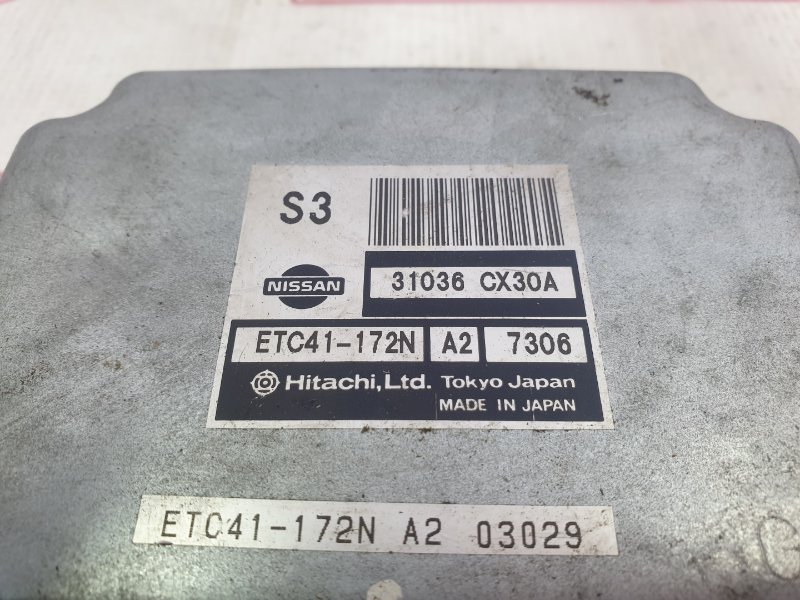 S3
NISSAN
31036 CX30A
ETC41-172N A2 7306
Hitachi, Ltd. Tokyo Japan
MADE IN JAPAN
ETC41-172N A2 03029